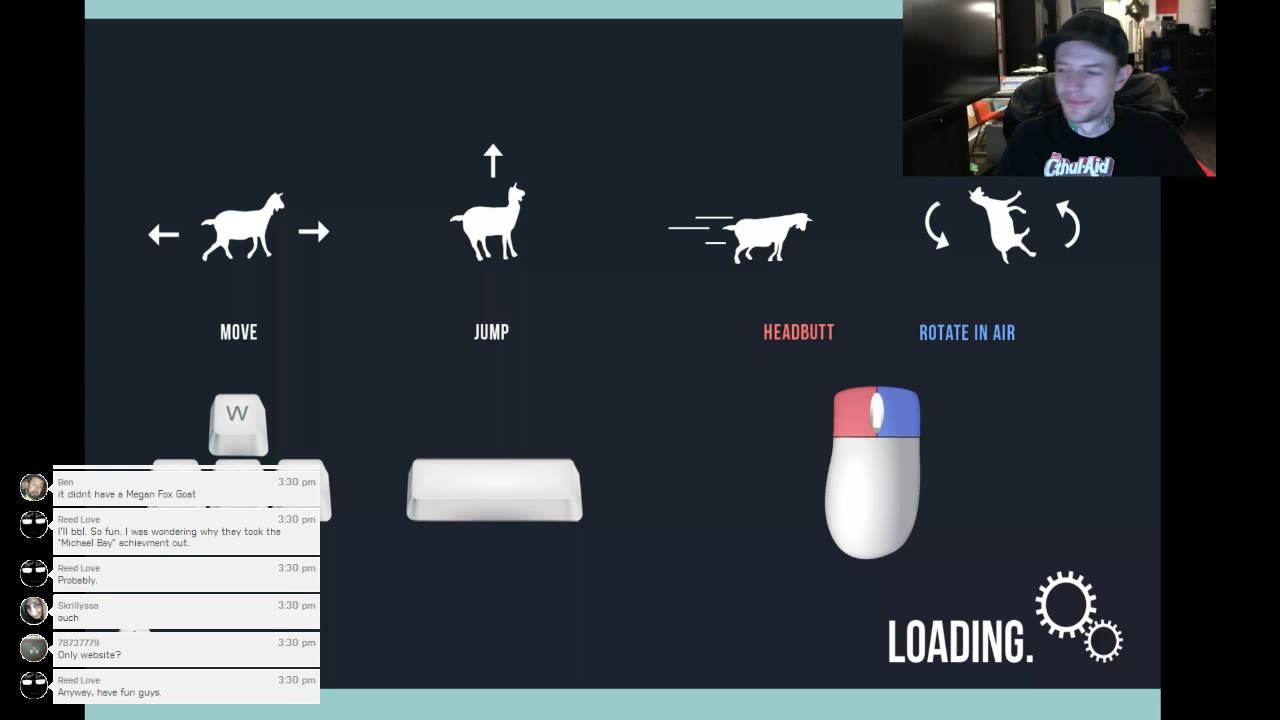 Cthul-Aid
MOVE
JUMP
HEADBUTT
ROTATE IN AIR
W
Ben 3:30 pm
it didnt have a Megan Fox Goat
Reed Love 3:30 pm
I'll bbl. So fun. I was wondering why they took the
"Michael Bay" achievment out.
Reed Love 3:30 pm
Probably.
Skrillyssa 3:30 pm
ouch
78737779 3:30 pm
Only website?
Reed Love 3:30 pm
Anyway, have fun guys.
LOADING.